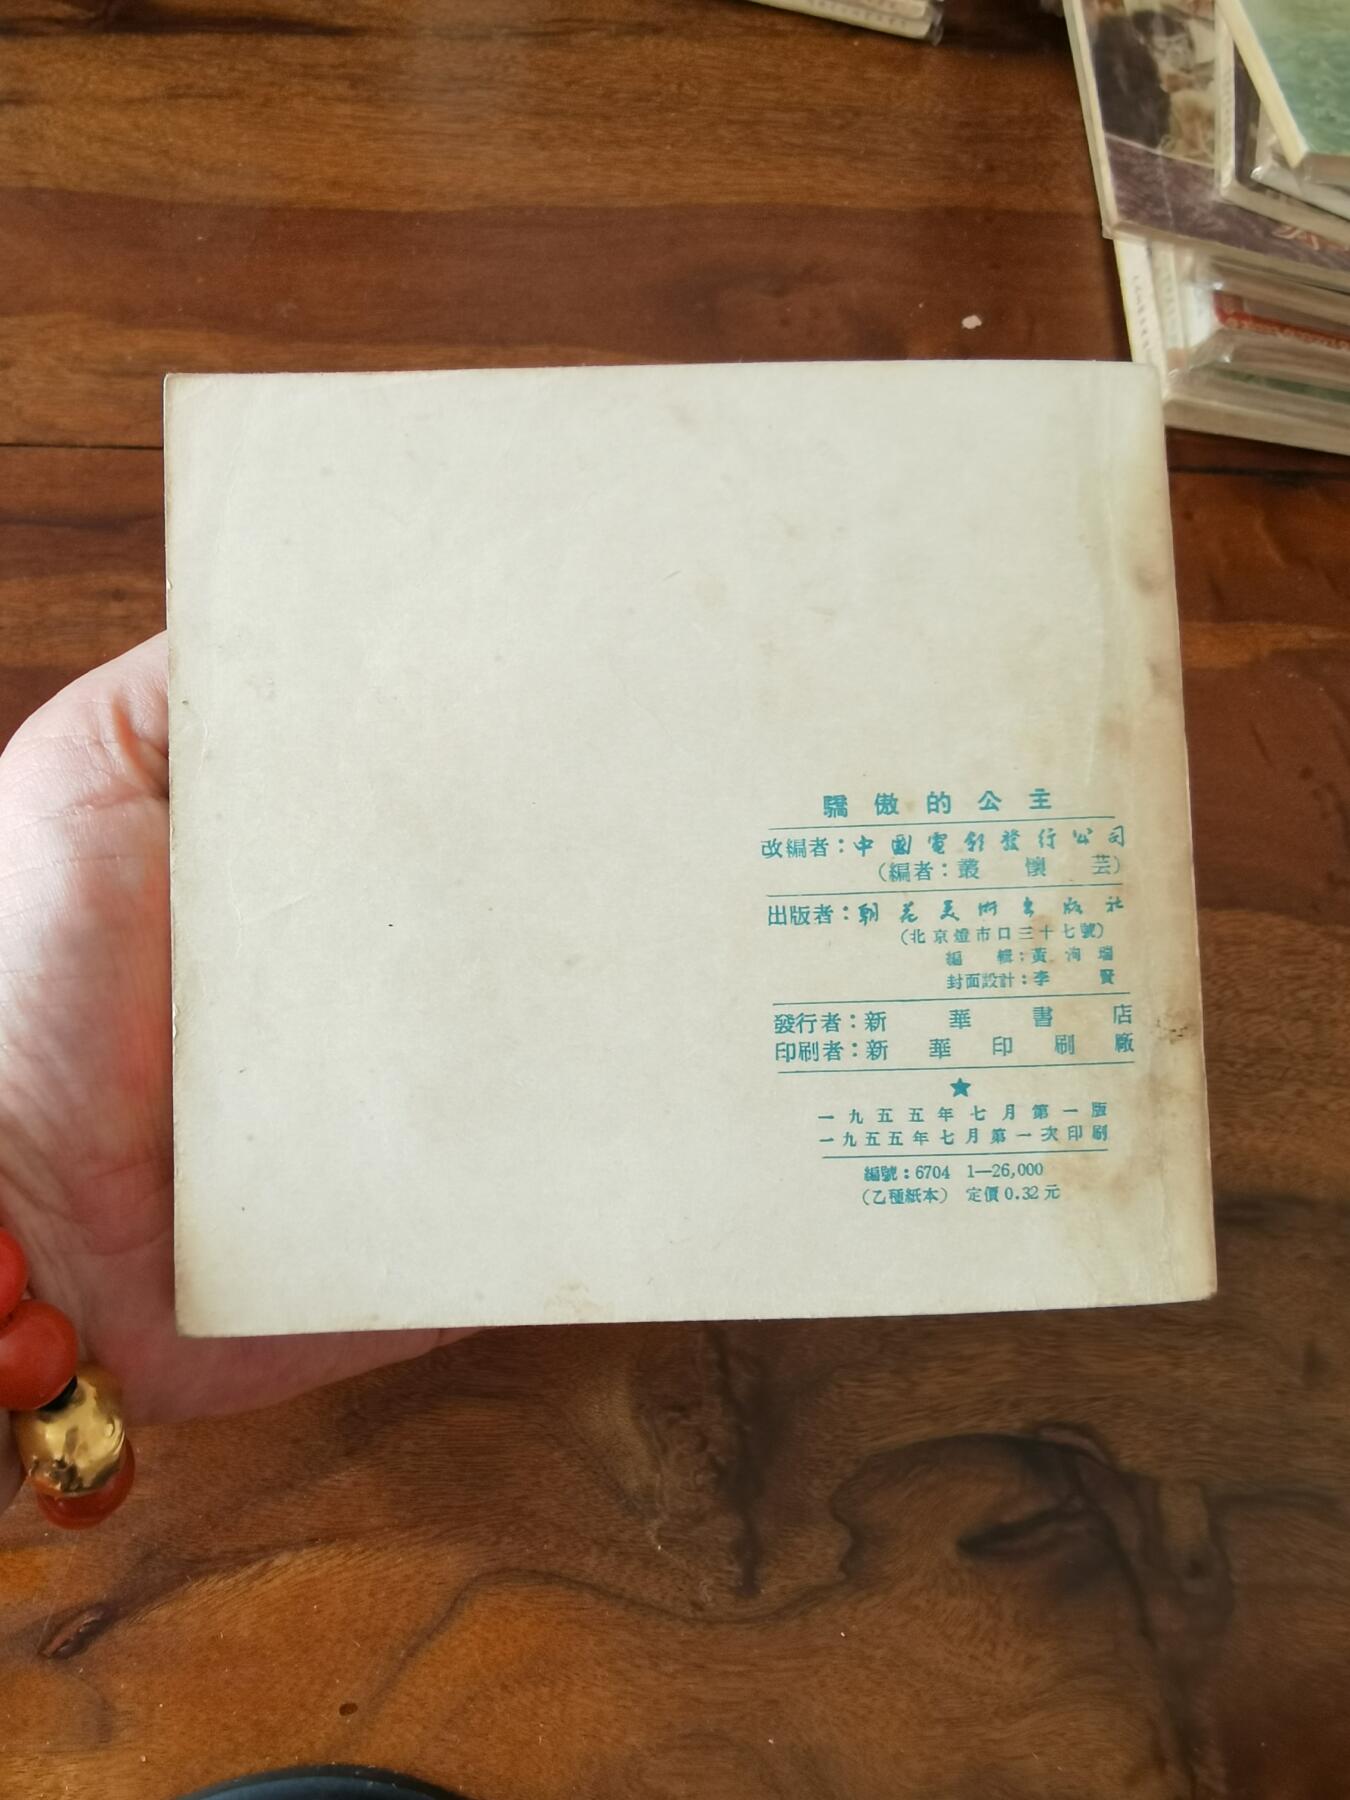 驕傲的公主
改編者：中國電影發行公司
（編者：叢懷芸）
出版者：朝花美術出版社
（北京燈市口三十七號）
編輯：黃洵瑞
封面設計：李賢
發行者：新華書店
印刷者：新華印刷廠
★
一九五五年七月第一版
一九五五年七月第一次印刷
編號：6704 1—26,000
（乙種紙本） 定價0.32元